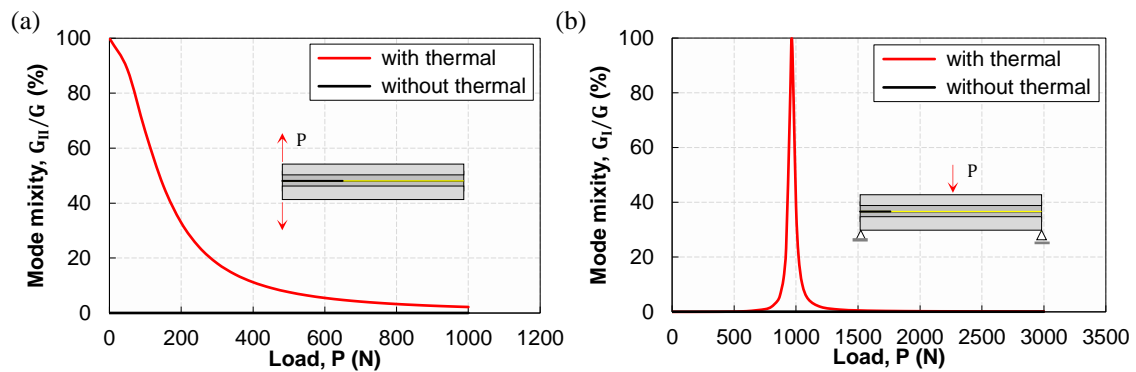 (a)
Mode mixity, G_II/G (%)
100
80
60
40
20
0
with thermal
without thermal
P
0 200 400 600 800 1000 1200
Load, P (N)
(b)
Mode mixity, G_I/G (%)
100
80
60
40
20
0
with thermal
without thermal
P
0 500 1000 1500 2000 2500 3000 3500
Load, P (N)